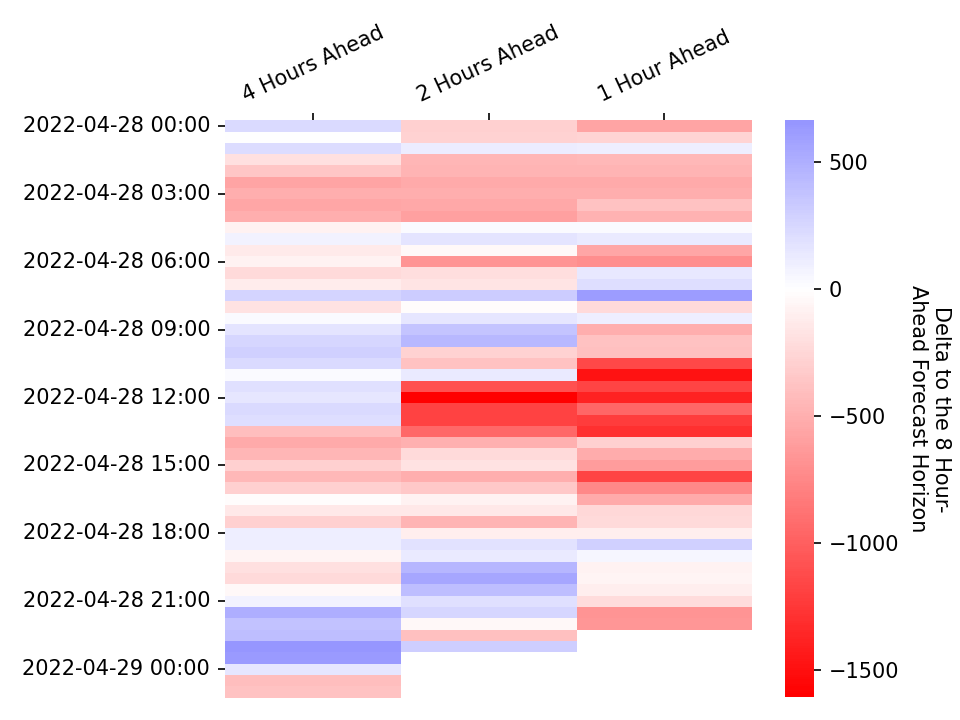 4 Hours Ahead
2 Hours Ahead
1 Hour Ahead
2022-04-28 00:00
2022-04-28 03:00
2022-04-28 06:00
2022-04-28 09:00
2022-04-28 12:00
2022-04-28 15:00
2022-04-28 18:00
2022-04-28 21:00
2022-04-29 00:00
500
0
−500
−1000
−1500
Delta to the 8 Hour-
Ahead Forecast Horizon